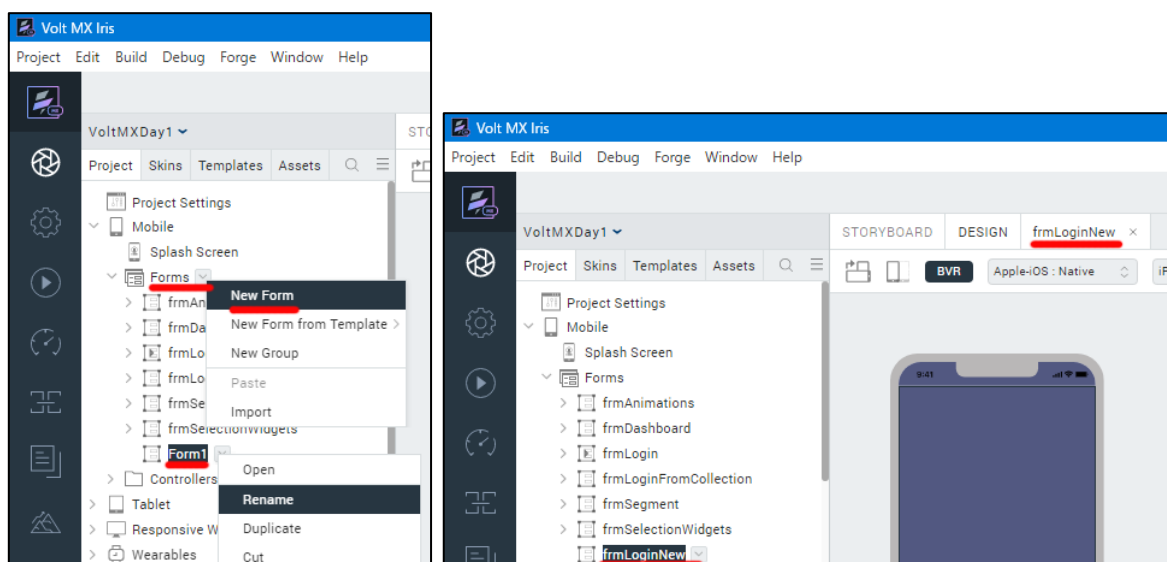 Volt MX Iris
Project Edit Build Debug Forge Window Help
VoltMXDay1
Project Skins Templates Assets
Project Settings
Mobile
Splash Screen
Forms
New Form
New Form from Template
New Group
Paste
Import
frmSelectionWidgets
Form1
Open
Rename
Duplicate
Cut
Controllers
Tablet
Responsive W
Wearables
Volt MX Iris
Project Edit Build Debug Forge Window Help
VoltMXDay1
STORYBOARD DESIGN frmLoginNew ×
Project Skins Templates Assets
BVR Apple-iOS : Native
Project Settings
Mobile
Splash Screen
9:41
Forms
frmAnimations
frmDashboard
frmLogin
frmLoginFromCollection
frmSegment
frmSelectionWidgets
frmLoginNew